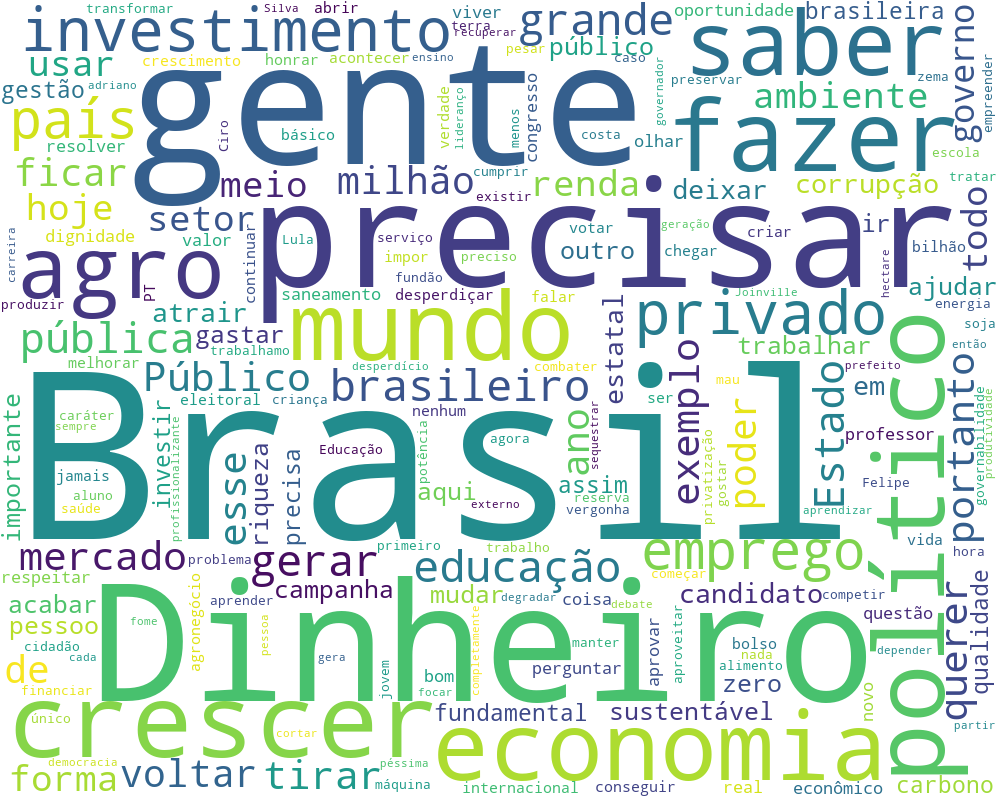 transformar
Silva
abrir
viver
terra
recuperar
grande
oportunidade
brasileira
governo
investimento
usar
crescimento
honrar
acontecer
pesar
ensino
público
caso
saber
zema
empreender
gestão
adriano
gente
verdade
liderança
menos
congresso
costa
governador
preservar
ambiente
país
resolver
Ciro
básico
olhar
fazer
escola
ficar
meio
milhão
cumprir
existir
renda
deixar
corrupção
tratar
hoje
setor
precisar
votar
geração
criar
ir
todo
dignidade
valor
continuar
Lula
serviço
impor
preciso
outro
chegar
bilhão
carreira
agro
fundão
hectare
produzir
PT
saneamento
desperdiçar
falar
estatal
Joinville
ajudar
energia
atrair
mundo
privado
soja
pública
gastar
trabalhamo
trabalhar
então
melhorar
desperdício
combater
prefeito
Público
brasileiro
exemplo
mau
político
em
portanto
importante
eleitoral
criança
nenhum
ser
sequestrar
Estado
caráter
sempre
investir
profissionalizante
Brasil
esse
riqueza
precisa
Educação
potência
agora
ano
privatização
gostar
poder
professor
governabilidade
produtividade
jamais
aluno
saúde
aqui
externo
assim
reserva
vergonha
Felipe
aprendizar
mercado
problema
gerar
primeiro
trabalho
emprego
vida
hora
respeitar
agronegócio
aprender
campanha
educação
começar
candidato
competir
querer
qualidade
acabar
pessoo
mudar
degradar
coisa
debate
questão
cidadão
cada
fome
pessoa
Dinheiro
completamente
manter
aprovar
aproveitar
bolso
nada
alimento
depender
de
gera
jovem
bom
focar
perguntar
zero
novo
financiar
único
crescer
cortar
fundamental
sustentável
partir
economia
democracia
péssima
forma
voltar
tirar
máquina
internacional
conseguir
real
econômico
carbono